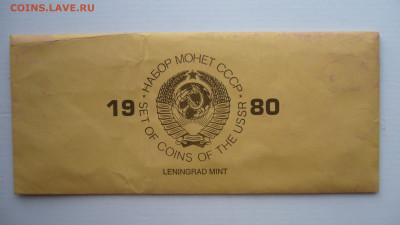 COINS.LAVE.RU
НАБОР МОНЕТ СССР
19 80
SET OF COINS OF THE USSR
LENINGRAD MINT